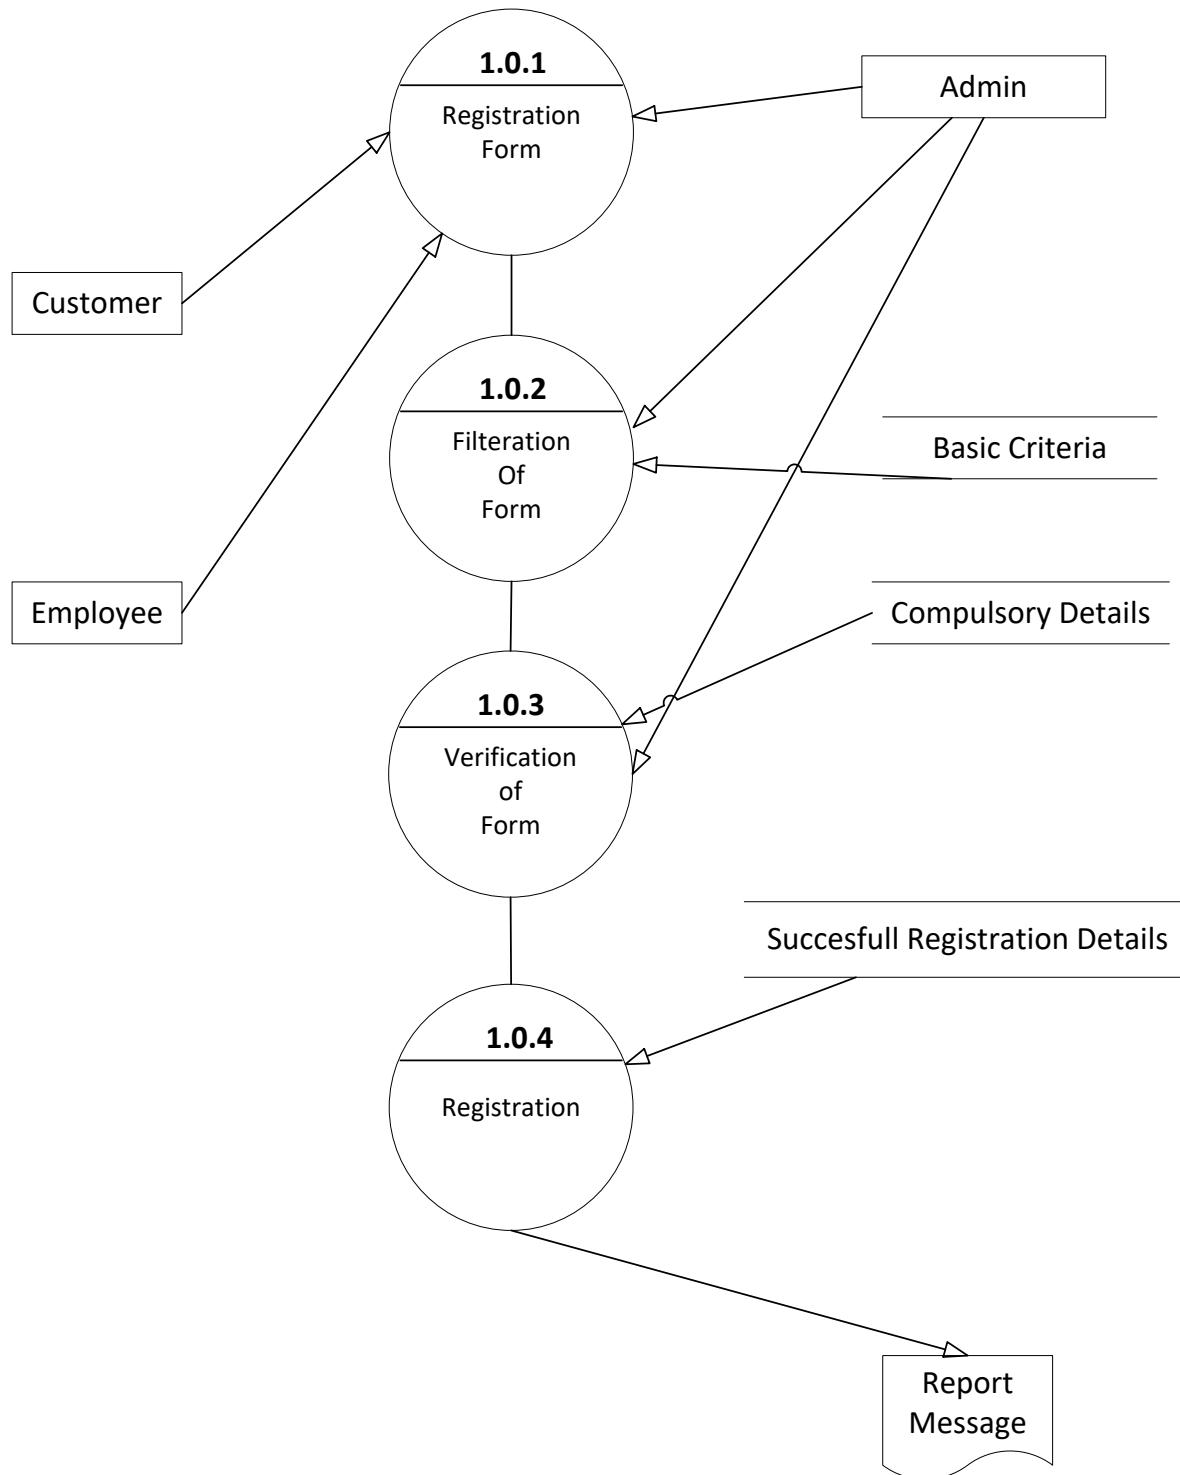 1.0.1
Registration
Form
Admin
Customer
1.0.2
Filteration
Of
Form
Basic Criteria
Employee
Compulsory Details
1.0.3
Verification
of
Form
Succesfull Registration Details
1.0.4
Registration
Report
Message